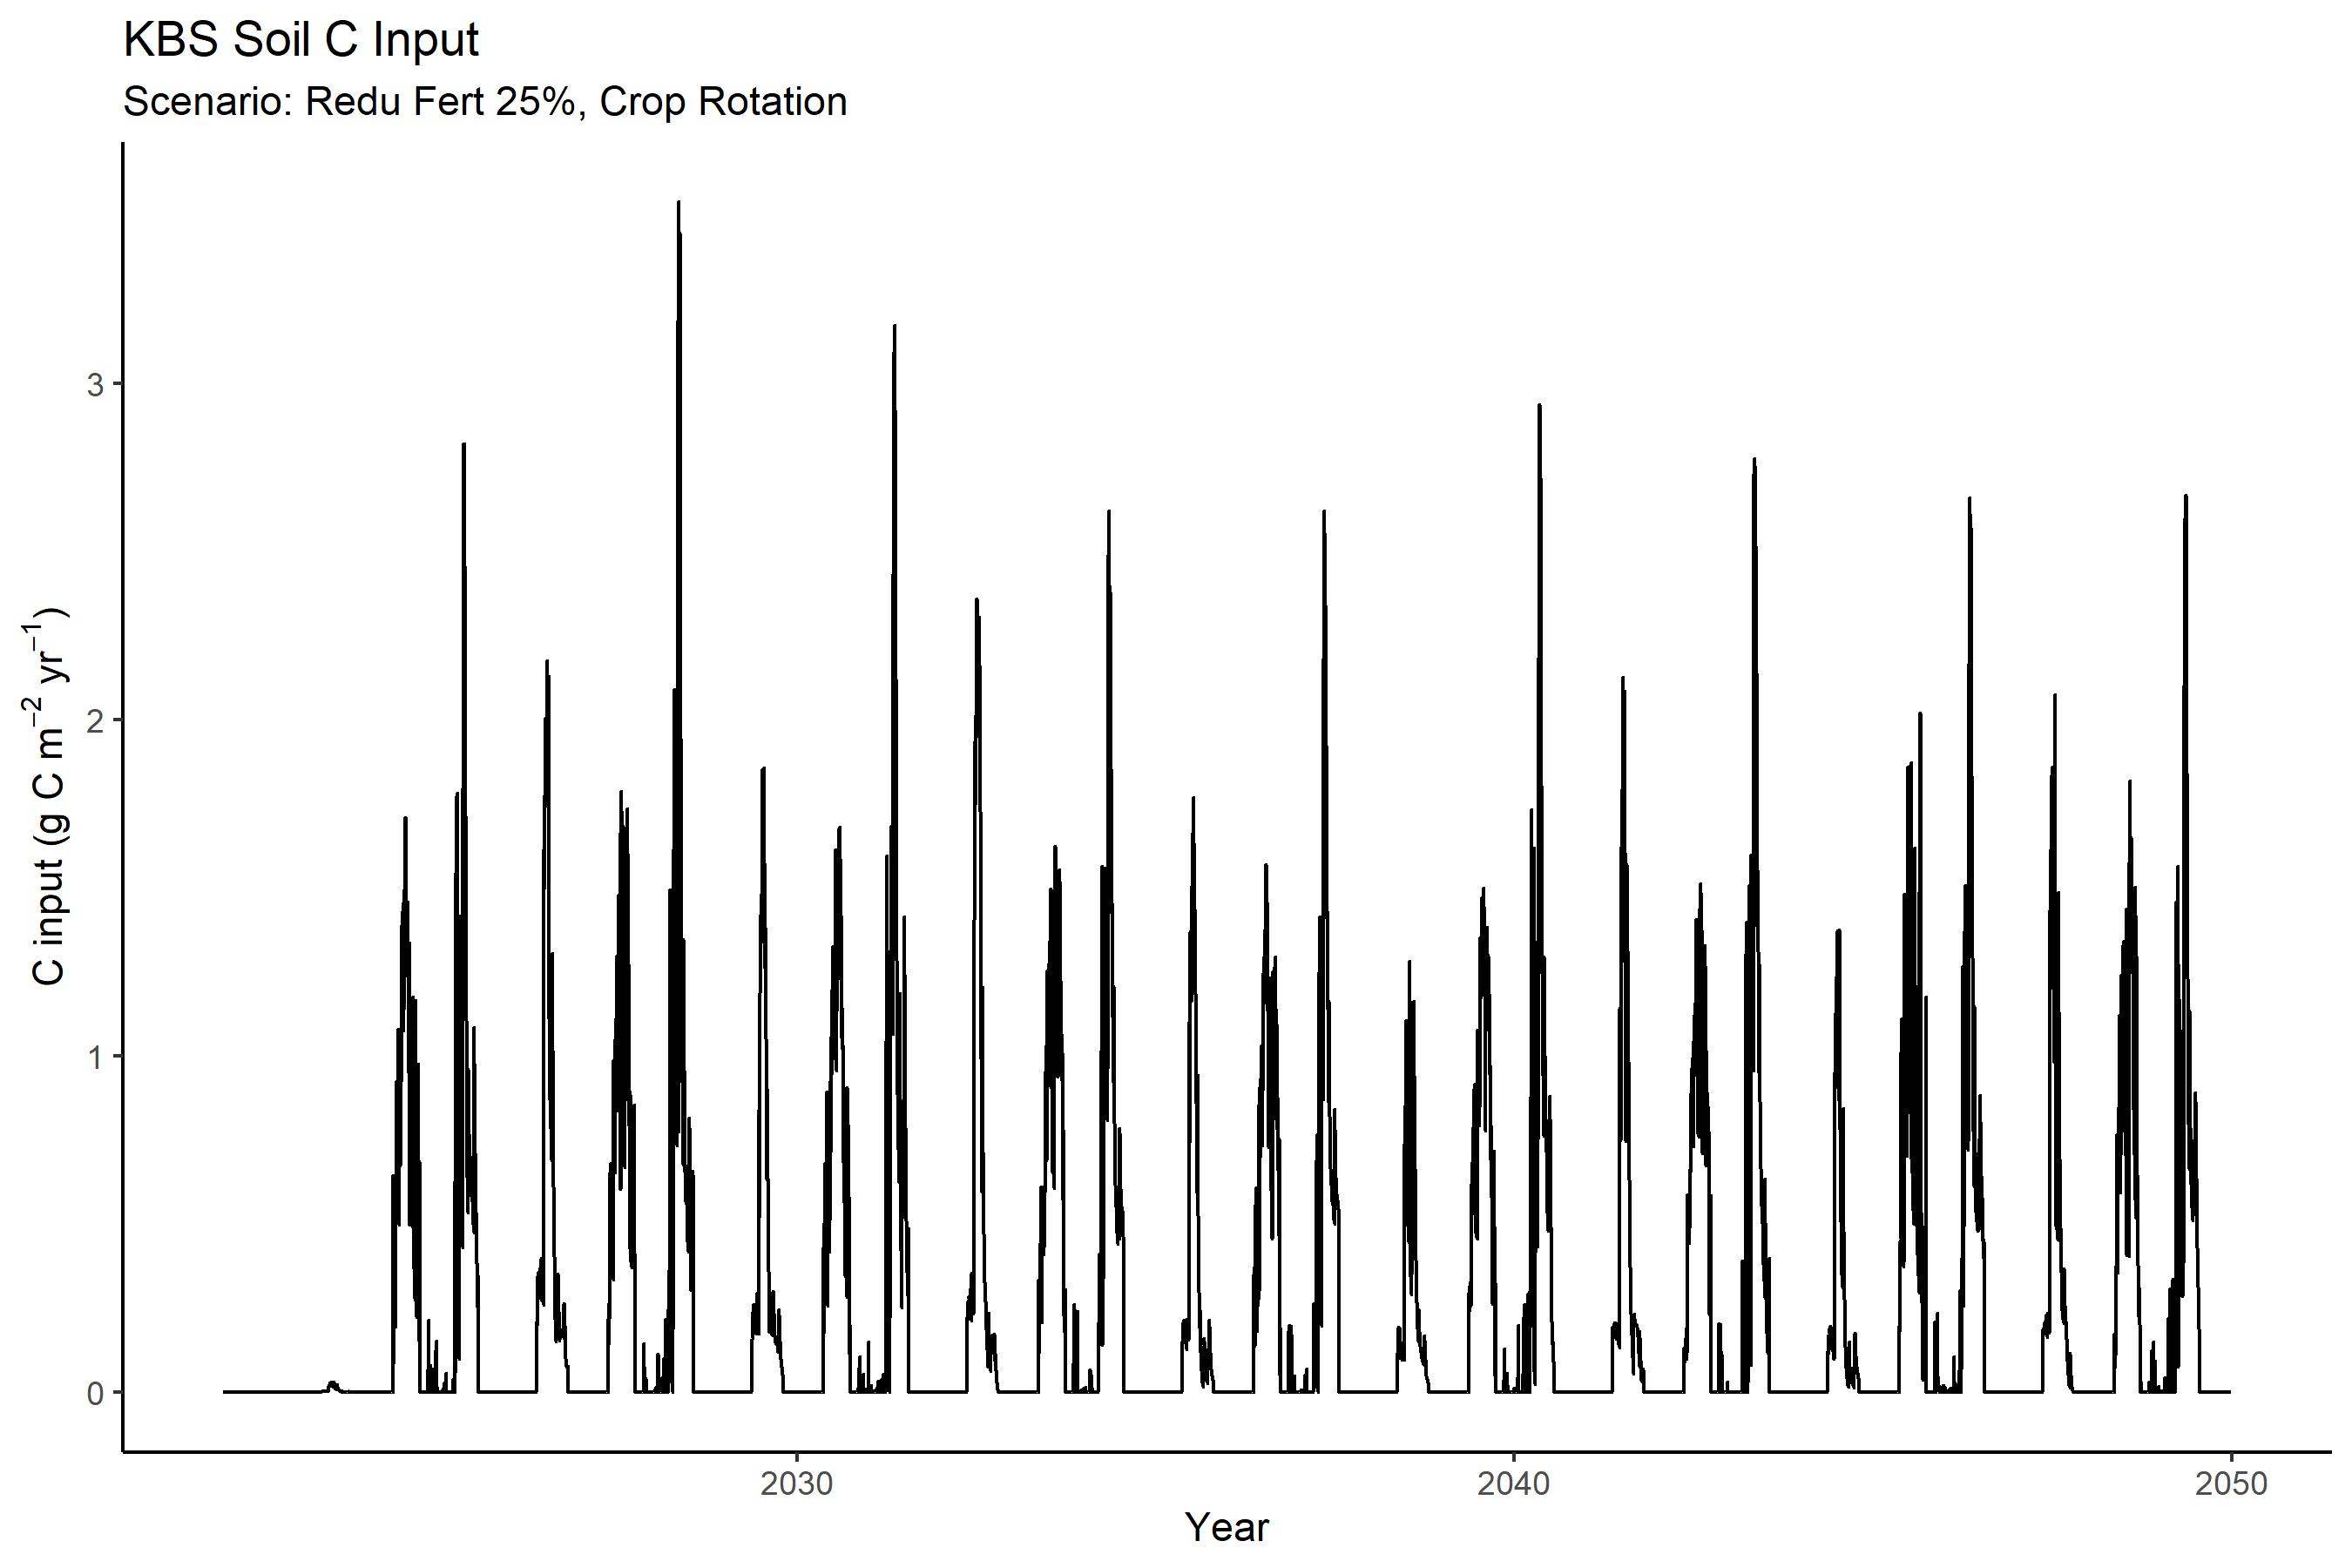 KBS Soil C Input
Scenario: Redu Fert 25%, Crop Rotation
C input (g C m⁻² yr⁻¹)
3
2
1
0
2030 2040 2050
Year